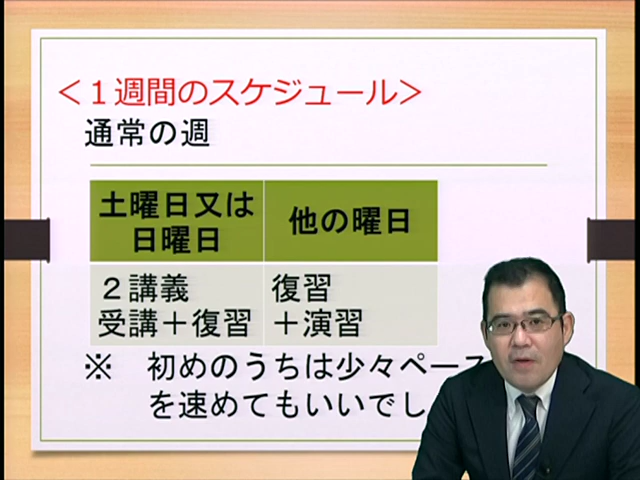 ＜１週間のスケジュール＞
通常の週
土曜日又は
日曜日
他の曜日
２講義
受講＋復習
復習
＋演習
※　初めのうちは少々ペース
を速めてもいいでし